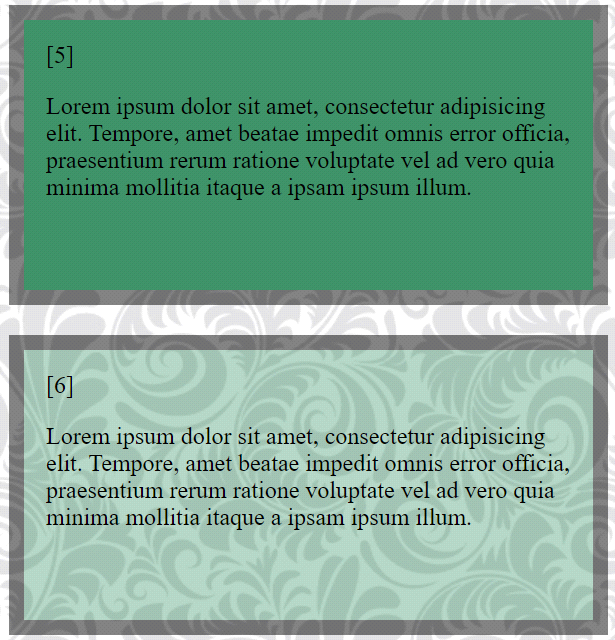 [5]
Lorem ipsum dolor sit amet, consectetur adipisicing
elit. Tempore, amet beatae impedit omnis error officia,
praesentium rerum ratione voluptate vel ad vero quia
minima mollitia itaque a ipsam ipsum illum.
[6]
Lorem ipsum dolor sit amet, consectetur adipisicing
elit. Tempore, amet beatae impedit omnis error officia,
praesentium rerum ratione voluptate vel ad vero quia
minima mollitia itaque a ipsam ipsum illum.